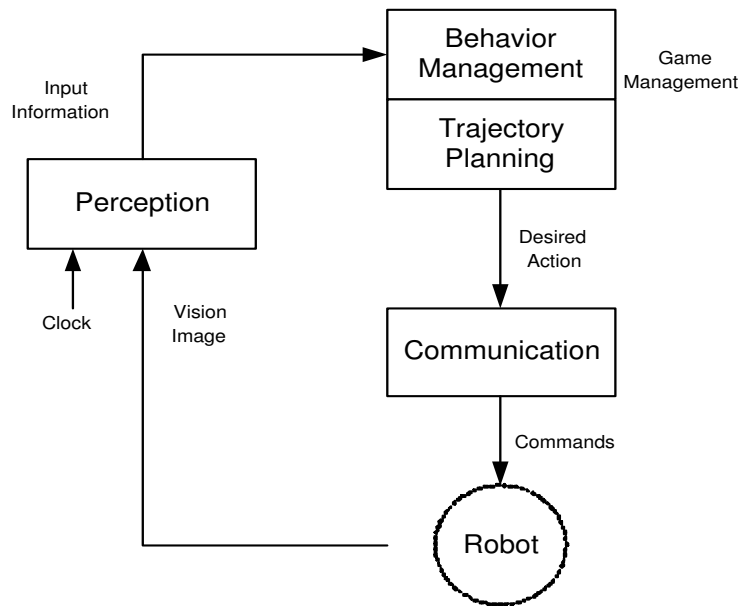 Behavior
Management
Game
Management
Input
Information
Trajectory
Planning
Perception
Desired
Action
Clock
Vision
Image
Communication
Commands
Robot